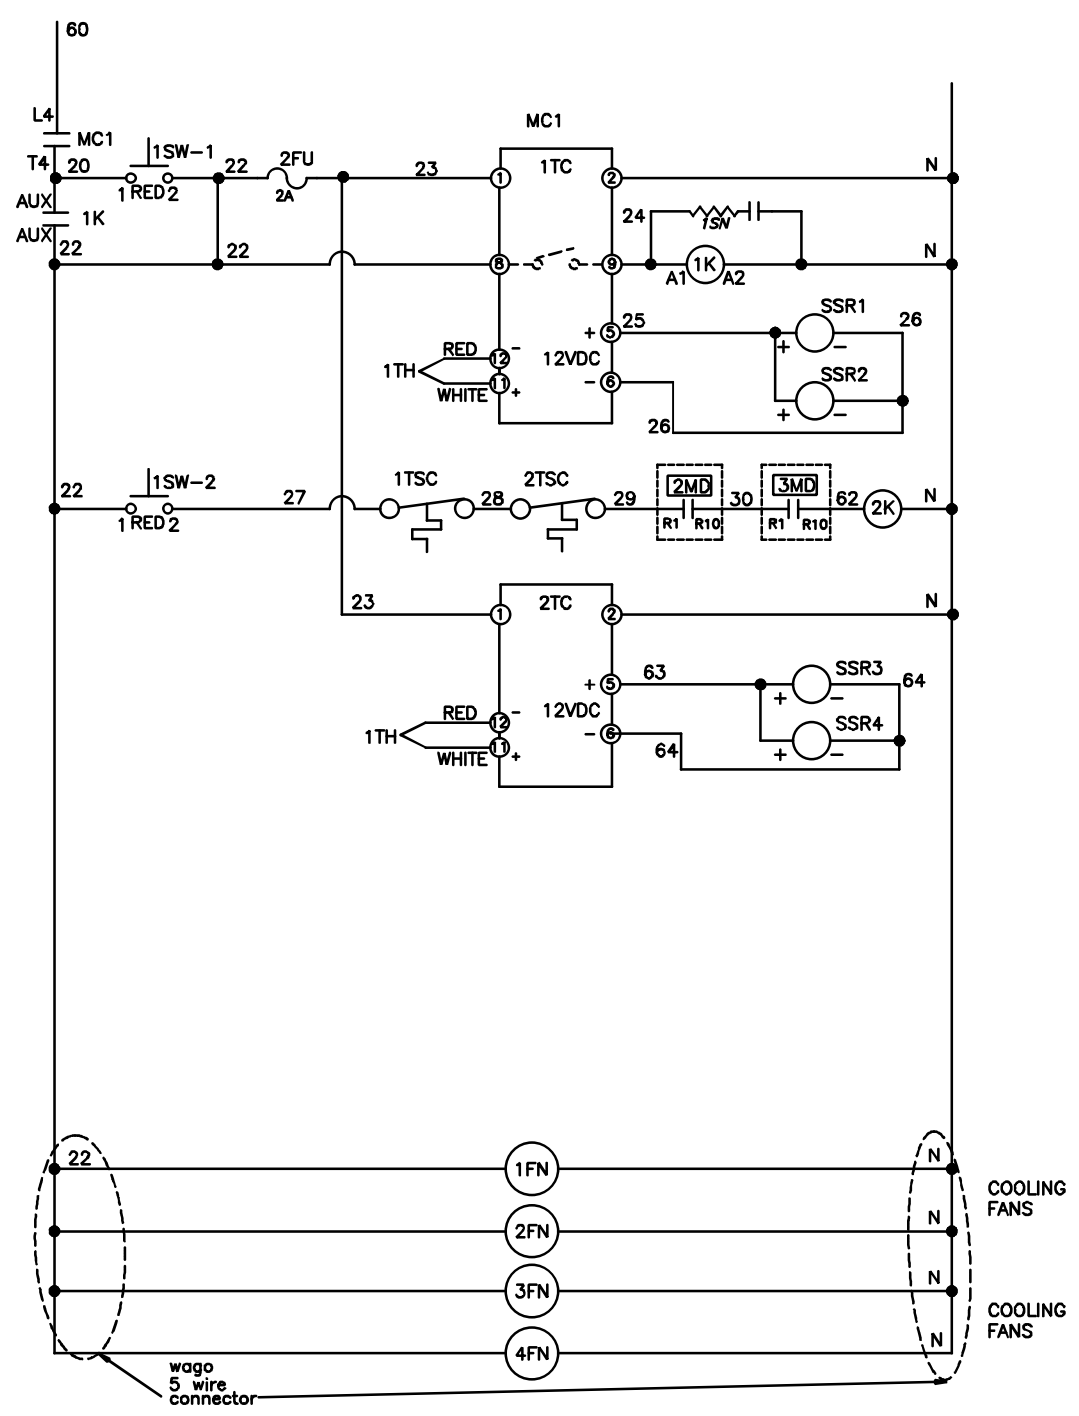 60
L4
MC1
MC1
T4
20
1SW-1
22
2FU
23
1
1TC
2
N
AUX
1K
1 RED 2
2A
24
1SN
AUX
22
22
8
9
A1
1K
A2
N
SSR1
+
5
25
26
+
-
RED
12
-
12VDC
SSR2
1TH
11
-
6
WHITE
+
+
-
26
22
1SW-2
27
1TSC
28
2TSC
29
2MD
30
3MD
62
2K
N
1 RED 2
R1
R10
R1
R10
23
1
2TC
2
N
63
SSR3
+
5
64
+
-
RED
12
-
12VDC
SSR4
1TH
11
-
6
WHITE
+
64
+
-
22
1FN
N
COOLING
FANS
2FN
N
3FN
N
COOLING
FANS
4FN
N
wago
5 wire
connector